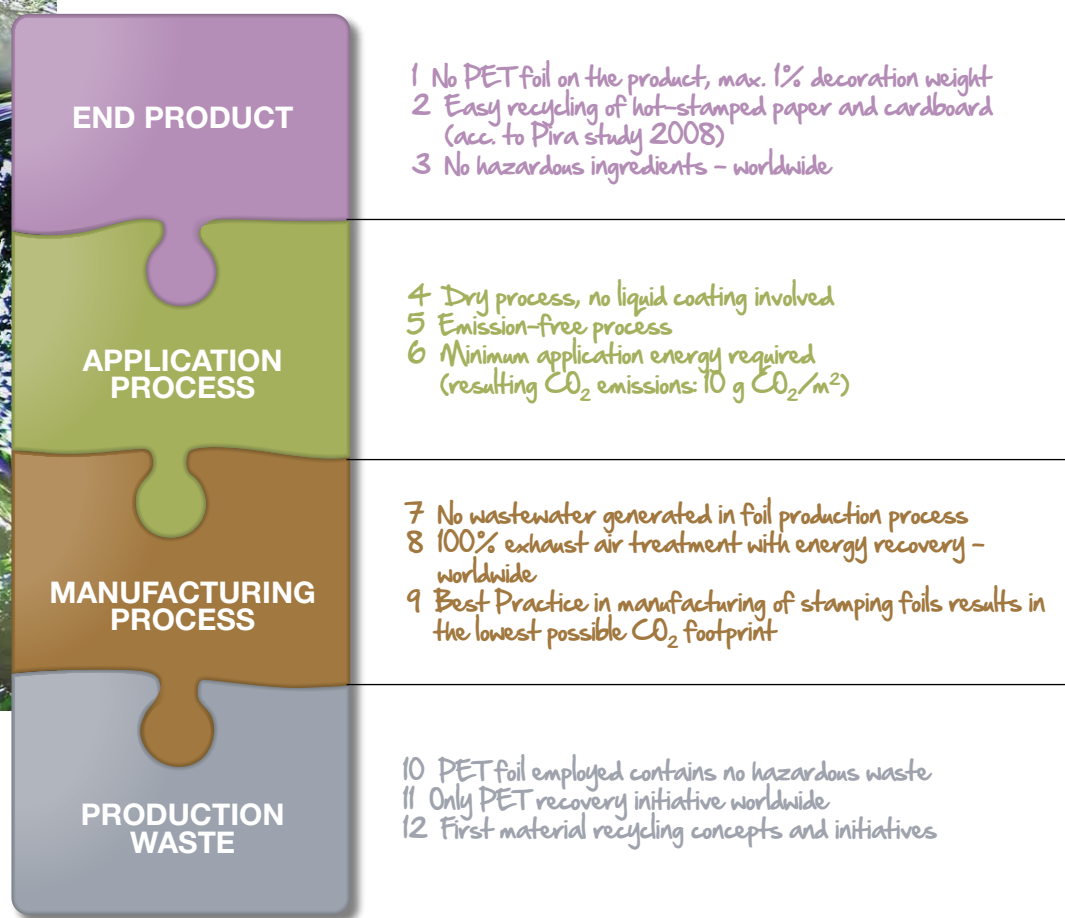 END PRODUCT
1 No PET foil on the product, max. 1% decoration weight
2 Easy recycling of hot-stamped paper and cardboard
(acc. to Pira study 2008)
3 No hazardous ingredients – worldwide
APPLICATION
PROCESS
4 Dry process, no liquid coating involved
5 Emission-free process
6 Minimum application energy required
(resulting CO₂ emissions: 10 g CO₂/m²)
MANUFACTURING
PROCESS
7 No wastewater generated in foil production process
8 100% exhaust air treatment with energy recovery –
worldwide
9 Best Practice in manufacturing of stamping foils results in
the lowest possible CO₂ footprint
PRODUCTION
WASTE
10 PET foil employed contains no hazardous waste
11 Only PET recovery initiative worldwide
12 First material recycling concepts and initiatives